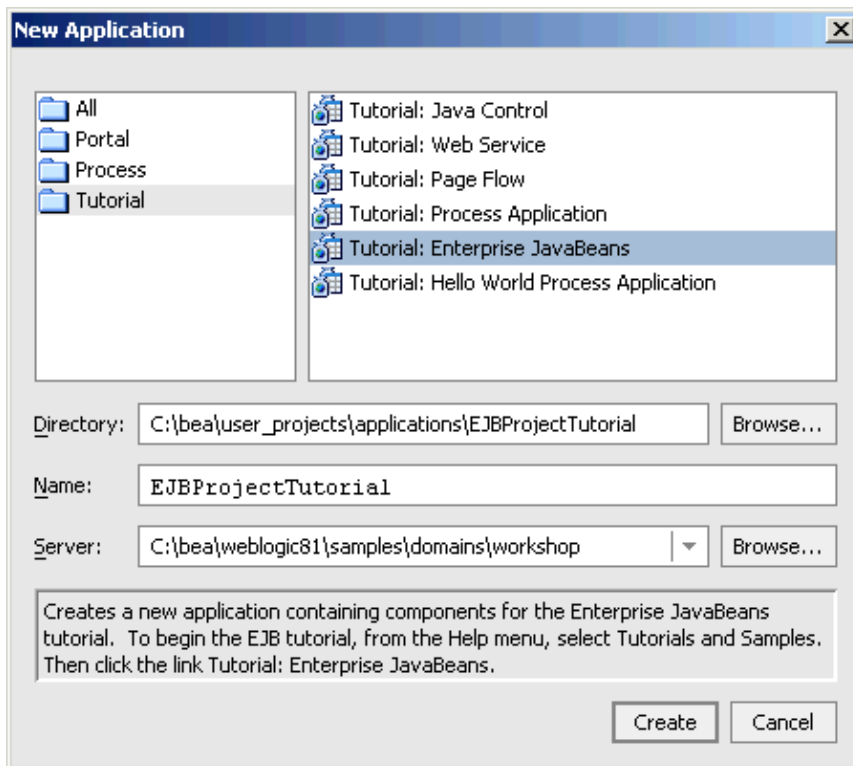 New Application
All
Portal
Process
Tutorial
Tutorial: Java Control
Tutorial: Web Service
Tutorial: Page Flow
Tutorial: Process Application
Tutorial: Enterprise JavaBeans
Tutorial: Hello World Process Application
Directory: C:\bea\user_projects\applications\EJBProjectTutorial Browse...
Name: EJBProjectTutorial
Server: C:\bea\weblogic81\samples\domains\workshop Browse...
Creates a new application containing components for the Enterprise JavaBeans
tutorial. To begin the EJB tutorial, from the Help menu, select Tutorials and Samples.
Then click the link Tutorial: Enterprise JavaBeans.
Create Cancel